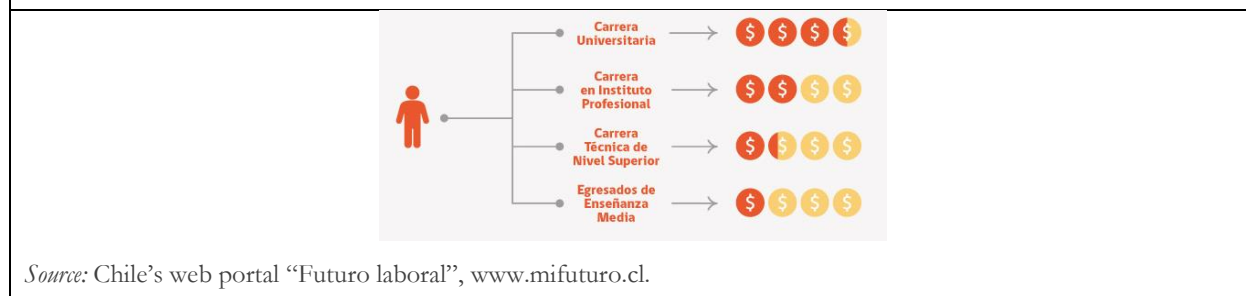 Carrera
Universitaria
$ $ $ $
Carrera
en Instituto
Profesional
$ $ $ $
Carrera
Técnica de
Nivel Superior
$ $ $ $
Egresados de
Enseñanza
Media
$ $ $ $
Source: Chile’s web portal “Futuro laboral”, www.mifuturo.cl.